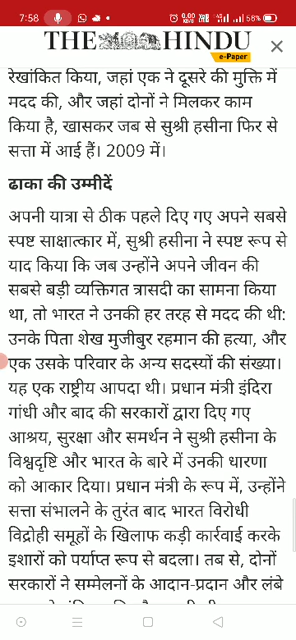 7:58
0.00 KB/S
58%
THE HINDU
e-Paper
रेखांकित किया, जहां एक ने दूसरे की मुक्ति में
मदद की, और जहां दोनों ने मिलकर काम
किया है, खासकर जब से सुश्री हसीना फिर से
सत्ता में आई हैं। 2009 में।
ढाका की उम्मीदें
अपनी यात्रा से ठीक पहले दिए गए अपने सबसे
स्पष्ट साक्षात्कार में, सुश्री हसीना ने स्पष्ट रूप से
याद किया कि जब उन्होंने अपने जीवन की
सबसे बड़ी व्यक्तिगत त्रासदी का सामना किया
था, तो भारत ने उनकी हर तरह से मदद की थी:
उनके पिता शेख मुजीबुर रहमान की हत्या, और
एक उसके परिवार के अन्य सदस्यों की संख्या।
यह एक राष्ट्रीय आपदा थी। प्रधान मंत्री इंदिरा
गांधी और बाद की सरकारों द्वारा दिए गए
आश्रय, सुरक्षा और समर्थन ने सुश्री हसीना के
विश्वदृष्टि और भारत के बारे में उनकी धारणा
को आकार दिया। प्रधान मंत्री के रूप में, उन्होंने
सत्ता संभालने के तुरंत बाद भारत विरोधी
विद्रोही समूहों के खिलाफ कड़ी कार्रवाई करके
इशारों को पर्याप्त रूप से बदला। तब से, दोनों
सरकारों ने सम्मेलनों के आदान-प्रदान और लंबे